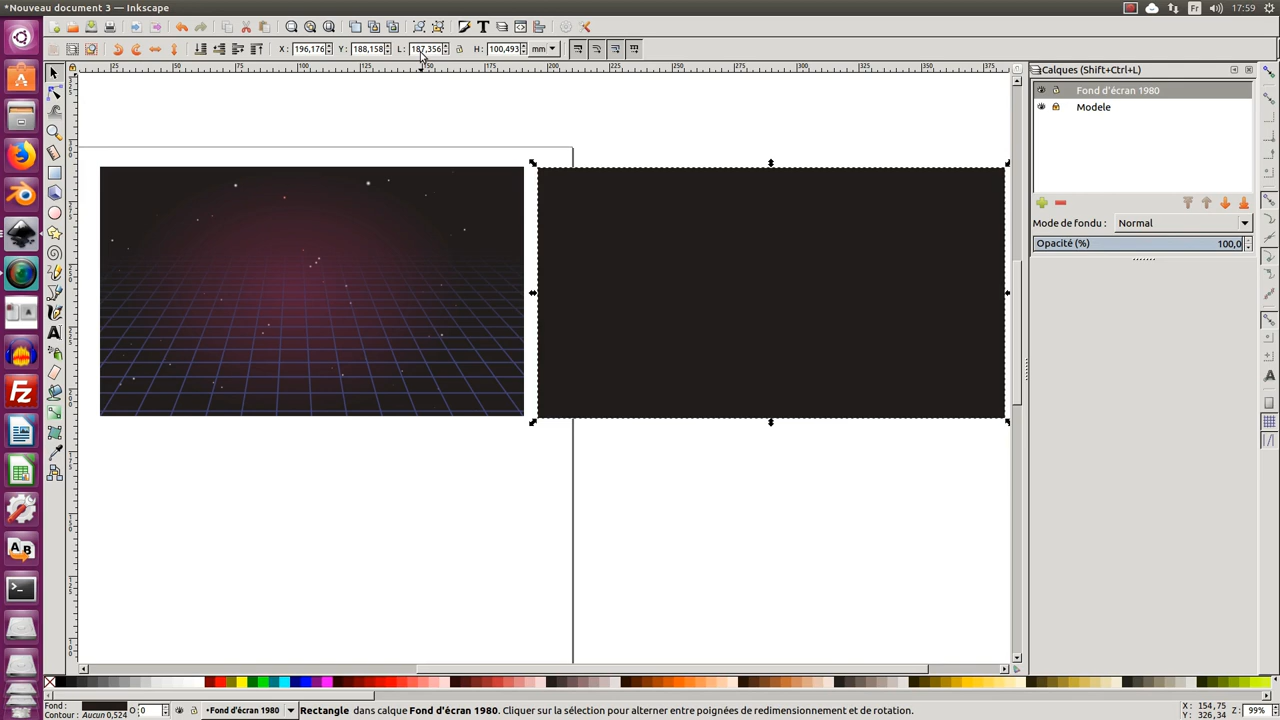 *Nouveau document 3 - Inkscape
Fr
17:59
X : 196,176
Y : 188,158
L : 187,356
H : 100,493
mm
Calques (Shift+Ctrl+L)
Fond d'écran 1980
Modele
Mode de fondu :
Normal
Opacité (%)
100,0
Fond :
Contour : Aucun 0,524
O : 0
•Fond d'écran 1980
Rectangle dans calque Fond d'écran 1980. Cliquer sur la sélection pour alterner entre poignées de redimensionnement et de rotation.
X : 154,75
Y : 326,34
Z : 99%